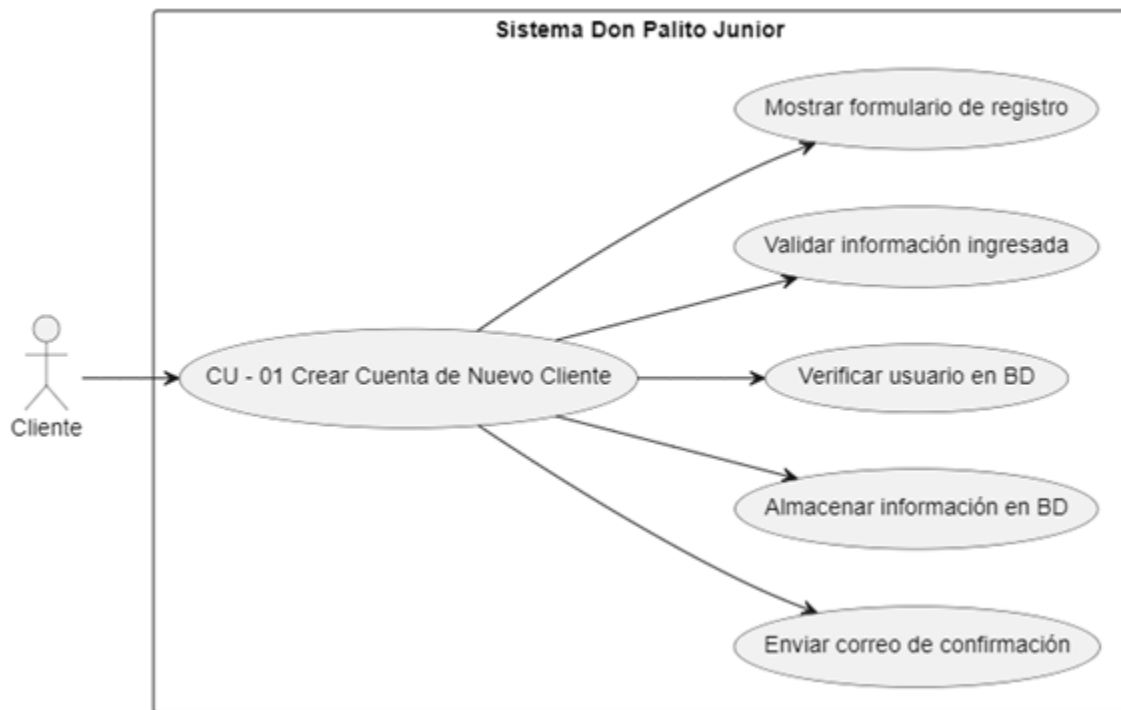 Sistema Don Palito Junior
Mostrar formulario de registro
Validar información ingresada
Cliente
CU - 01 Crear Cuenta de Nuevo Cliente
Verificar usuario en BD
Almacenar información en BD
Enviar correo de confirmación